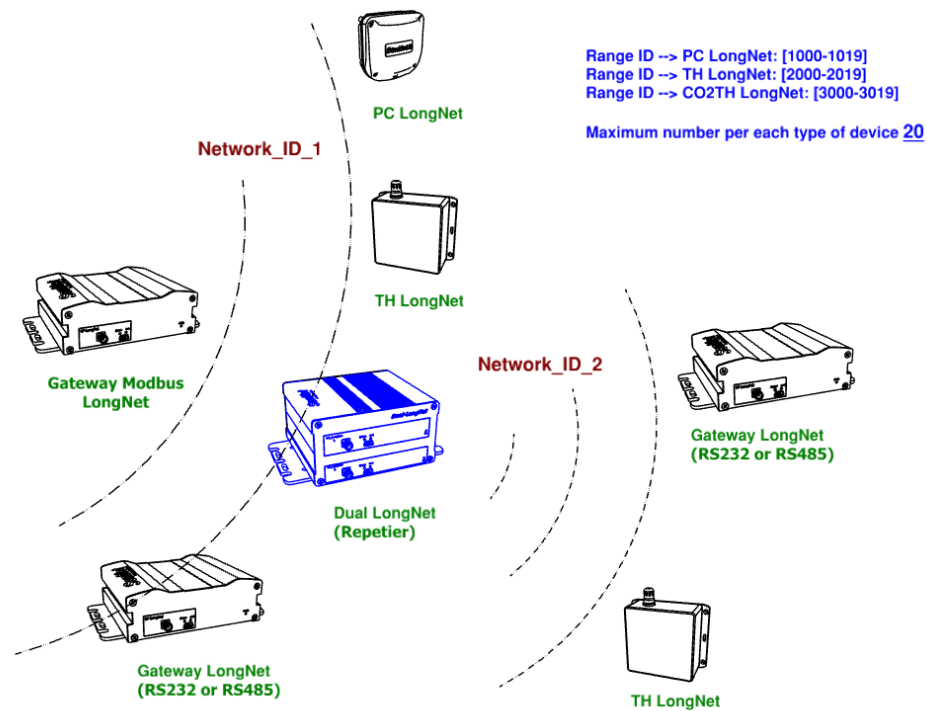 PC LongNet
Range ID --> PC LongNet: [1000-1019]
Range ID --> TH LongNet: [2000-2019]
Range ID --> CO2TH LongNet: [3000-3019]
Maximum number per each type of device 20
Network_ID_1
TH LongNet
Gateway Modbus
LongNet
Network_ID_2
Dual-LongNet
Gateway LongNet
(RS232 or RS485)
Dual LongNet
(Repetier)
Gateway LongNet
(RS232 or RS485)
TH LongNet